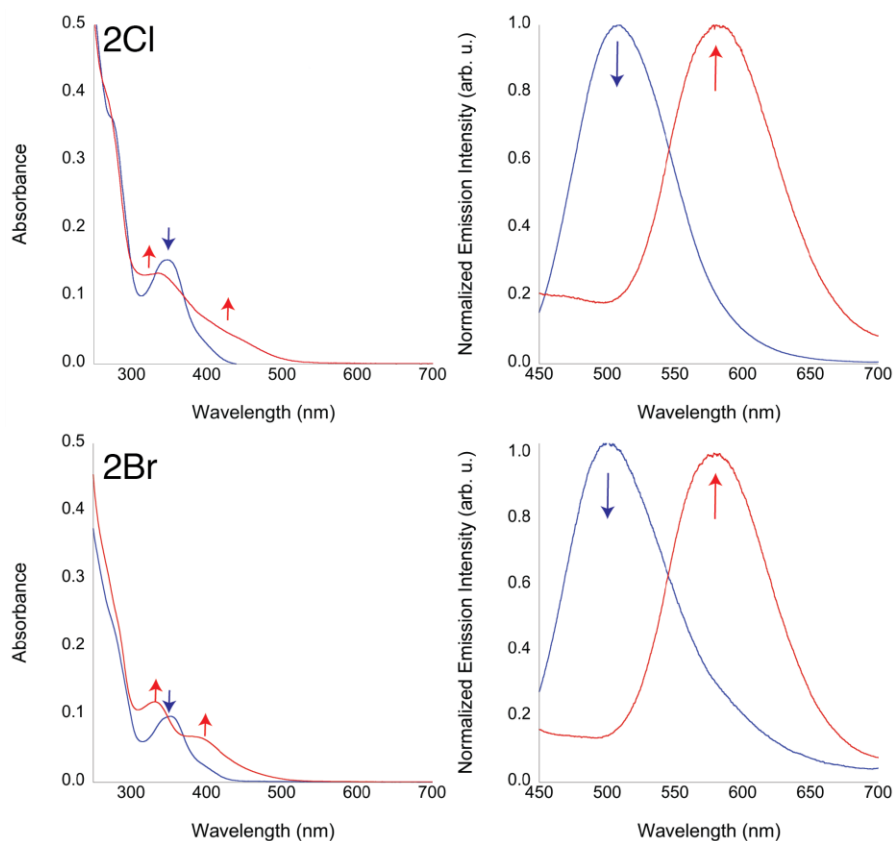 2Cl
Absorbance
0.5
0.4
0.3
0.2
0.1
0.0
300 400 500 600 700
Wavelength (nm)
Normalized Emission Intensity (arb. u.)
1.0
0.8
0.6
0.4
0.2
0.0
450 500 550 600 650 700
Wavelength (nm)
2Br
Absorbance
0.5
0.4
0.3
0.2
0.1
0.0
300 400 500 600 700
Wavelength (nm)
Normalized Emission Intensity (arb. u.)
1.0
0.8
0.6
0.4
0.2
0.0
450 500 550 600 650 700
Wavelength (nm)